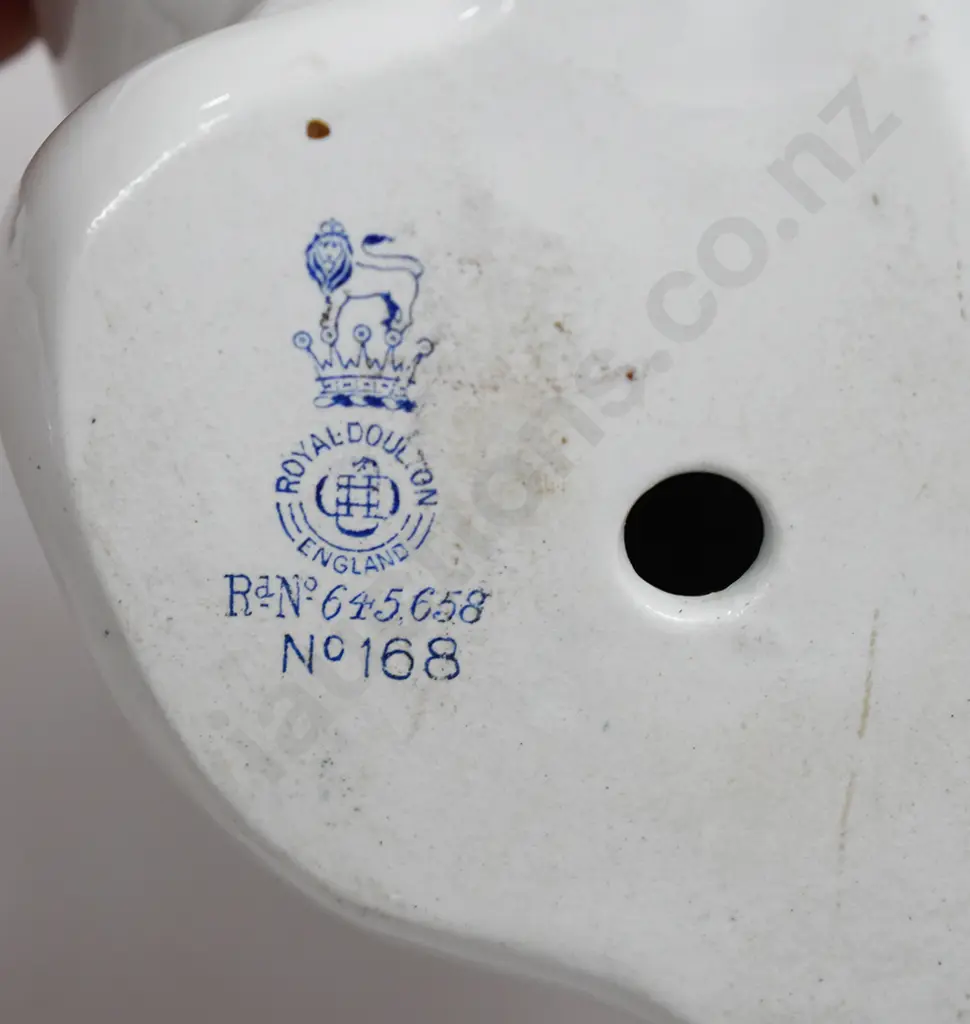 ROYAL DOULTON
ENGLAND
Rd. No. 645,658
No 168